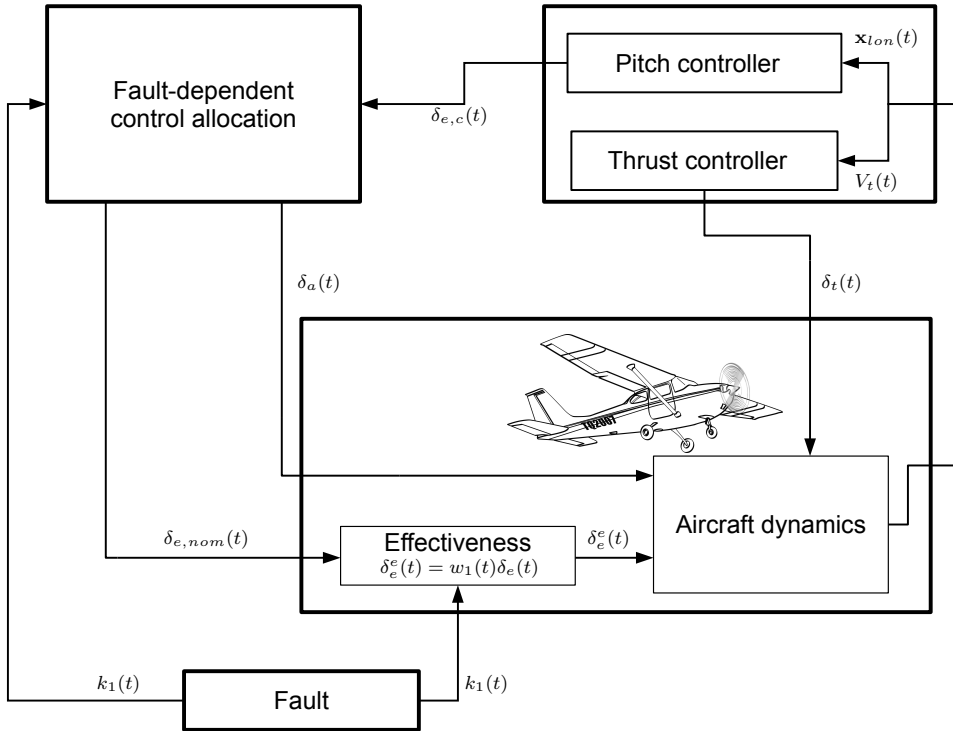 Fault-dependent
control allocation
δ_{e,c}(t)
Pitch controller
x_{lon}(t)
Thrust controller
V_t(t)
δ_a(t)
δ_t(t)
TQ2007
Aircraft dynamics
δ_{e,nom}(t)
Effectiveness
δ_e^e(t) = w_1(t)δ_e(t)
δ_e^e(t)
k_1(t)
Fault
k_1(t)